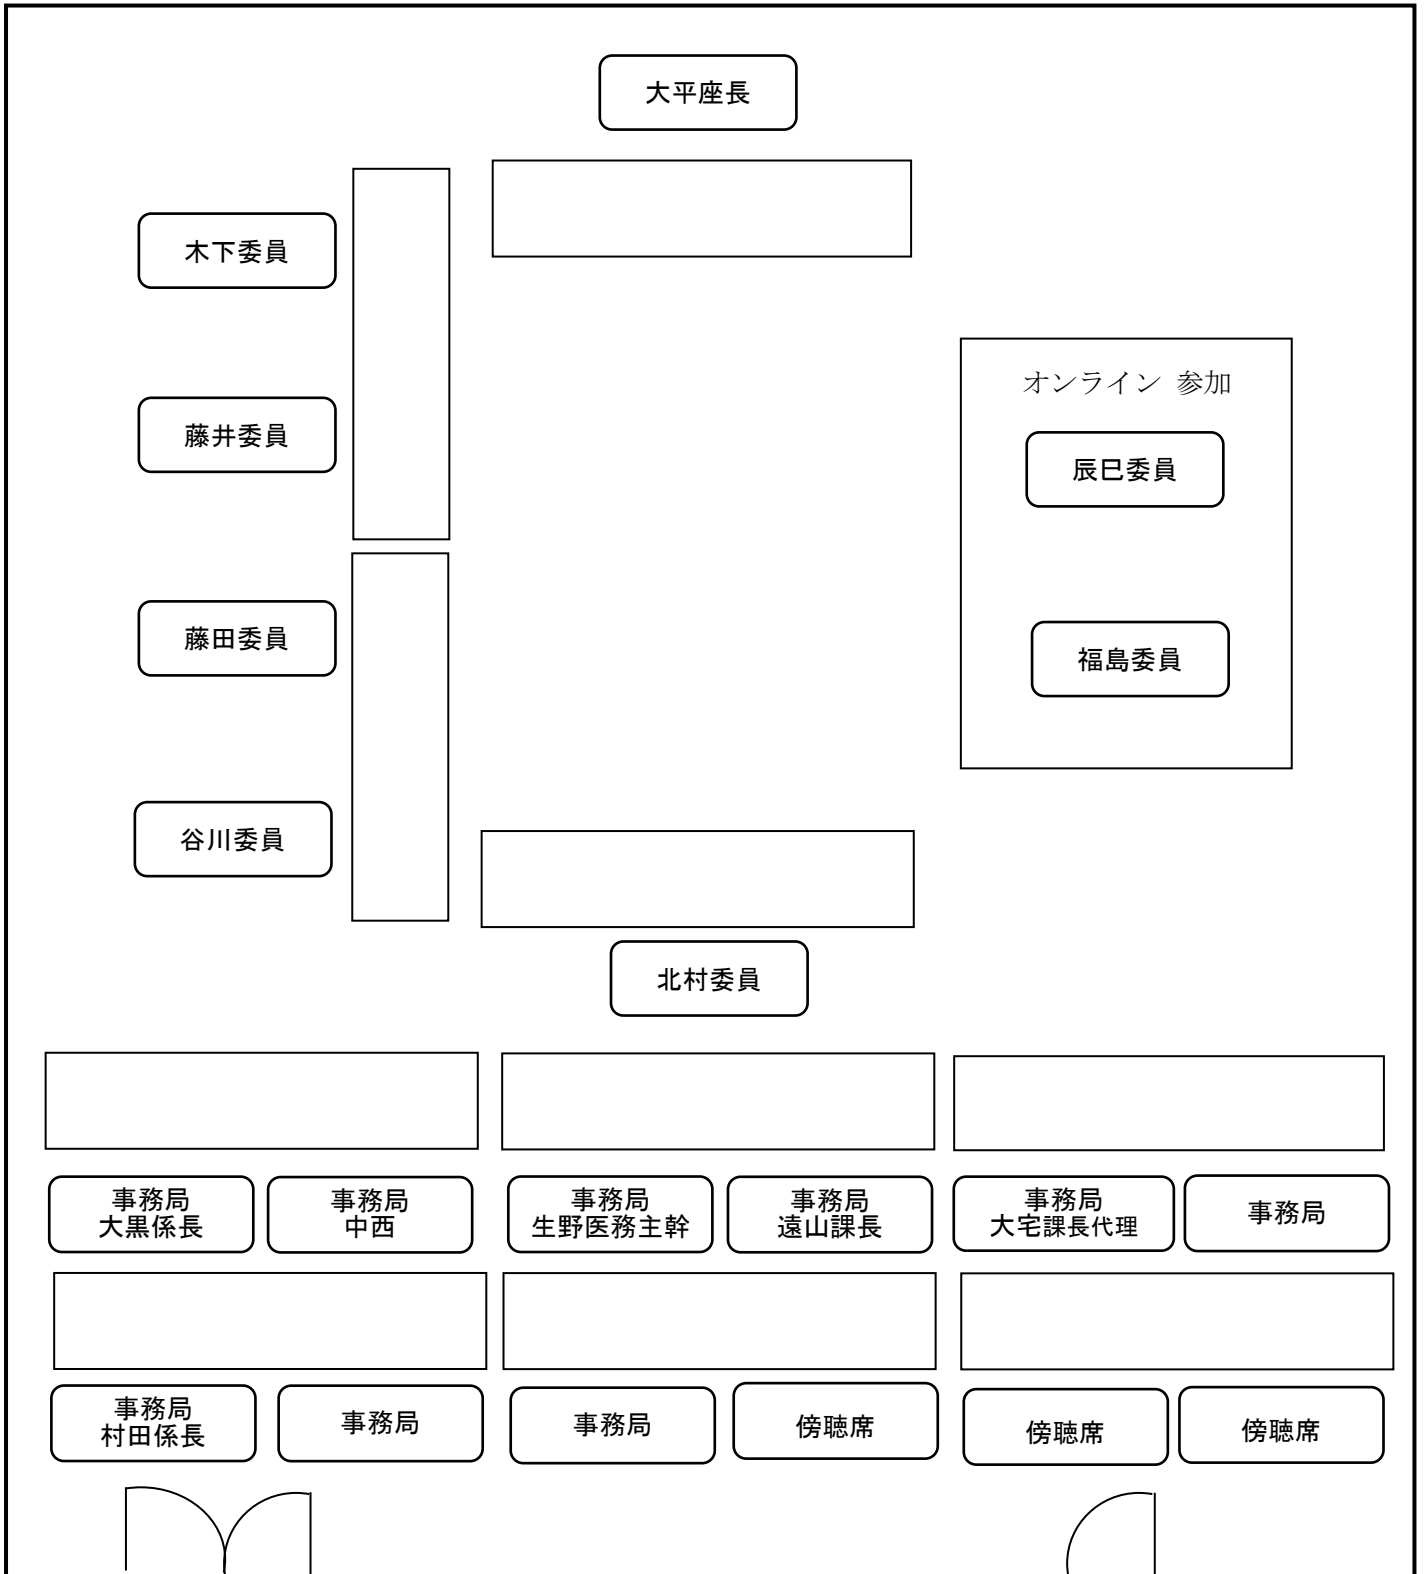 大平座長
木下委員
藤井委員
オンライン 参加
辰巳委員
藤田委員
福島委員
谷川委員
北村委員
事務局
大黒係長
事務局
中西
事務局
生野医務主幹
事務局
遠山課長
事務局
大宅課長代理
事務局
事務局
村田係長
事務局
事務局
傍聴席
傍聴席
傍聴席